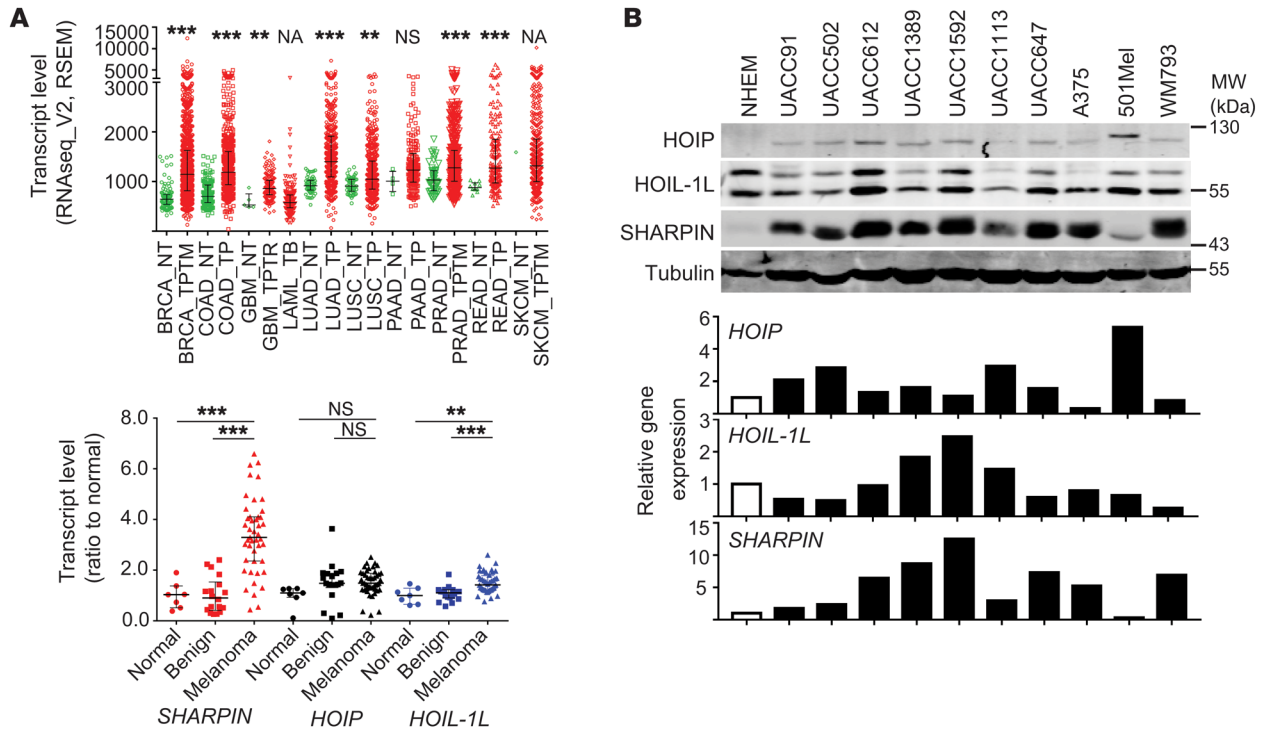 A
Transcript level
(RNAseq_V2, RSEM)
15000
10000
5000
3000
2000
1000
*** *** ** NA *** ** NS *** *** NA
BRCA_NT
BRCA_TPTM
COAD_NT
COAD_TP
GBM_NT
GBM_TPTR
LAML_TB
LUAD_NT
LUAD_TP
LUSC_NT
LUSC_TP
PAAD_NT
PAAD_TP
PRAD_NT
PRAD_TPTM
READ_NT
READ_TP
SKCM_NT
SKCM_TPTM
Transcript level
(ratio to normal)
8.0
6.0
4.0
2.0
0.0
***
***
NS
NS
**
***
Normal
Benign
Melanoma
Normal
Benign
Melanoma
Normal
Benign
Melanoma
SHARPIN
HOIP
HOIL-1L
B
NHEM
UACC91
UACC502
UACC612
UACC1389
UACC1592
UACC1113
UACC647
A375
501Mel
WM793
MW
(kDa)
HOIP
130
HOIL-1L
55
SHARPIN
43
Tubulin
55
Relative gene
expression
6
4
2
HOIP
3
2
1
HOIL-1L
15
10
5
SHARPIN